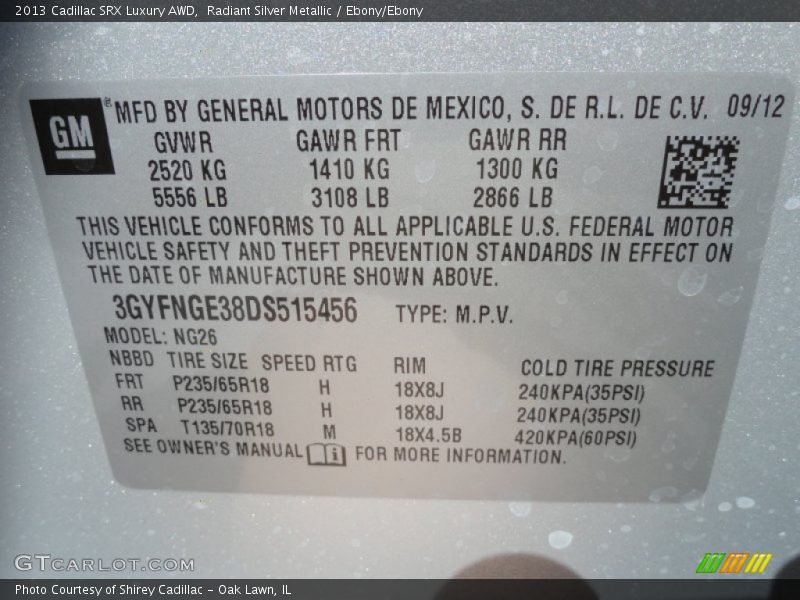 2013 Cadillac SRX Luxury AWD,  Radiant Silver Metallic / Ebony/Ebony
GM ® MFD BY GENERAL MOTORS DE MEXICO, S. DE R.L. DE C.V. 09/12
GVWR GAWR FRT GAWR RR
2520 KG 1410 KG 1300 KG
5556 LB 3108 LB 2866 LB
THIS VEHICLE CONFORMS TO ALL APPLICABLE U.S. FEDERAL MOTOR
VEHICLE SAFETY AND THEFT PREVENTION STANDARDS IN EFFECT ON
THE DATE OF MANUFACTURE SHOWN ABOVE.
3GYFNGE38DS515456 TYPE: M.P.V.
MODEL: NG26
NBBD TIRE SIZE SPEED RTG RIM COLD TIRE PRESSURE
FRT P235/65R18 H 18X8J 240KPA(35PSI)
RR P235/65R18 H 18X8J 240KPA(35PSI)
SPA T135/70R18 M 18X4.5B 420KPA(60PSI)
SEE OWNER'S MANUAL i FOR MORE INFORMATION.
GTCARLOT.COM
Photo Courtesy of Shirey Cadillac - Oak Lawn, IL